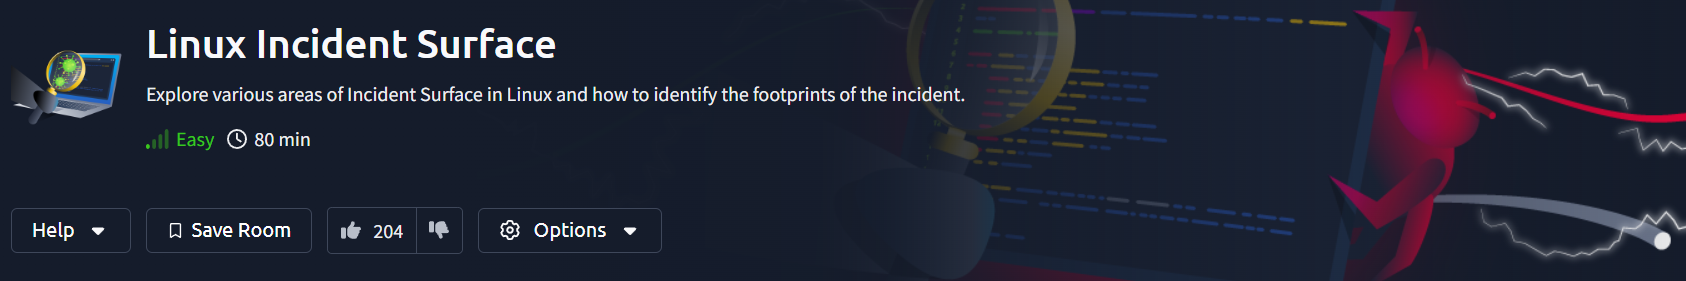 Linux Incident Surface
Explore various areas of Incident Surface in Linux and how to identify the footprints of the incident.
Easy 80 min
Help Save Room 204 Options